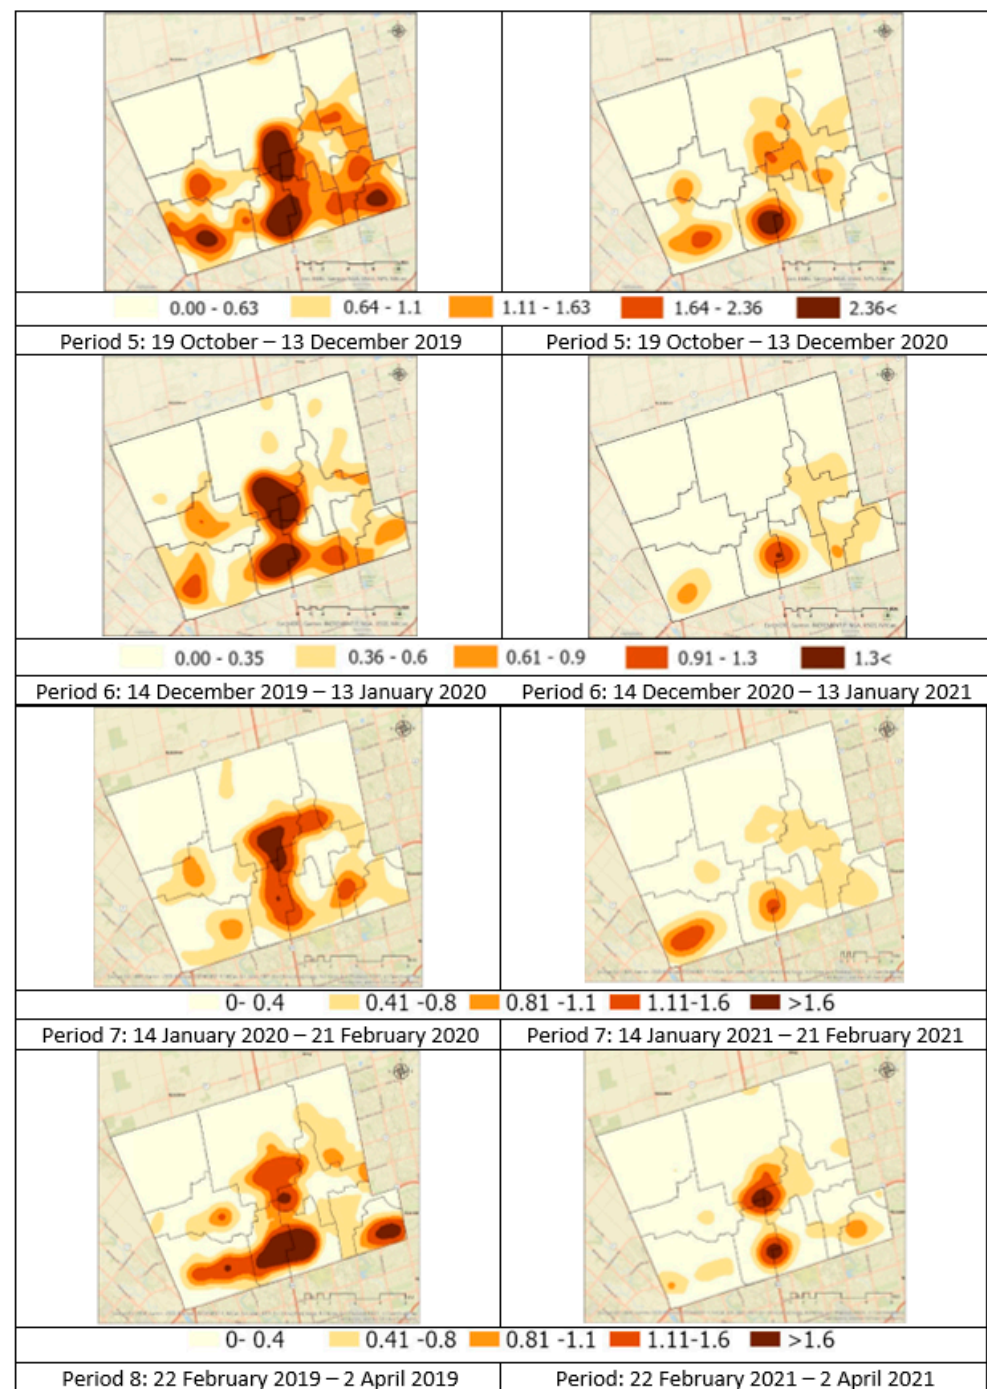 0.00 - 0.63 0.64 - 1.1 1.11 - 1.63 1.64 - 2.36 2.36<
Period 5: 19 October – 13 December 2019 Period 5: 19 October – 13 December 2020
0.00 - 0.35 0.36 - 0.6 0.61 - 0.9 0.91 - 1.3 1.3<
Period 6: 14 December 2019 – 13 January 2020 Period 6: 14 December 2020 – 13 January 2021
0- 0.4 0.41 -0.8 0.81 -1.1 1.11-1.6 >1.6
Period 7: 14 January 2020 – 21 February 2020 Period 7: 14 January 2021 – 21 February 2021
0- 0.4 0.41 -0.8 0.81 -1.1 1.11-1.6 >1.6
Period 8: 22 February 2019 – 2 April 2019 Period: 22 February 2021 – 2 April 2021